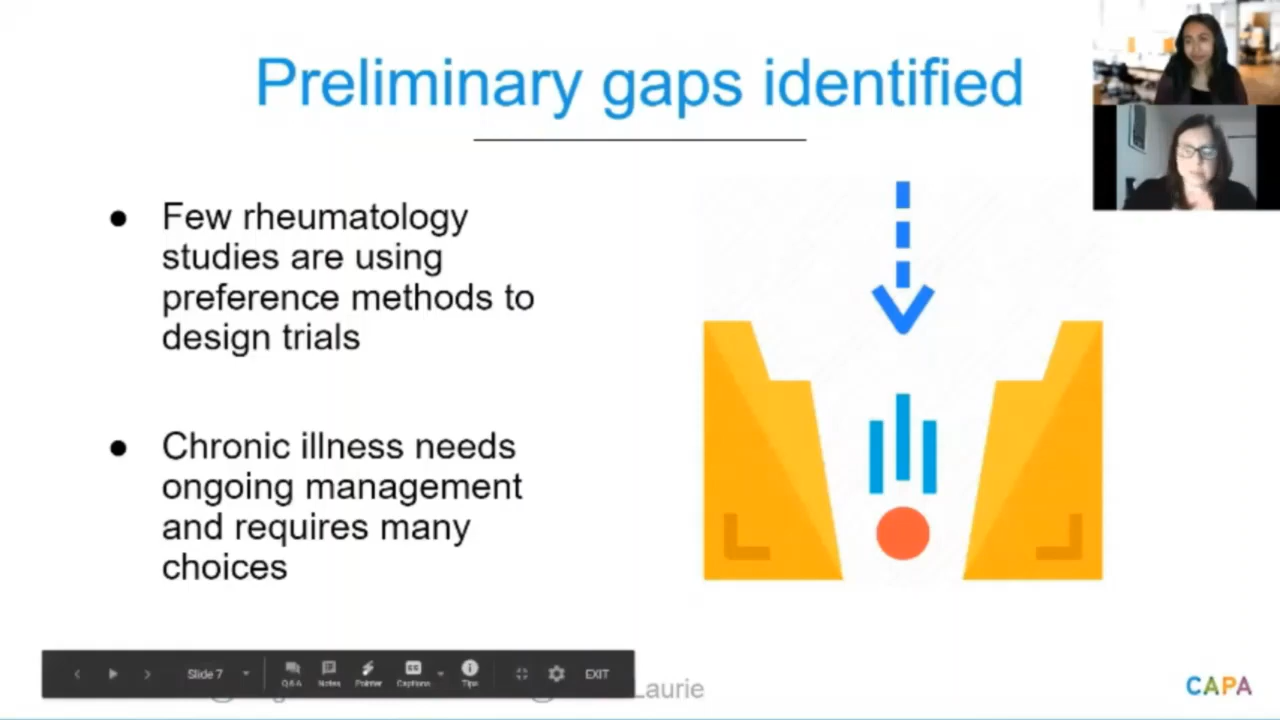 Preliminary gaps identified
● Few rheumatology
studies are using
preference methods to
design trials
● Chronic illness needs
ongoing management
and requires many
choices
Slide 7
Q&A
Notes
Pointer
Captions
Tips
EXIT
Laurie
CAPA